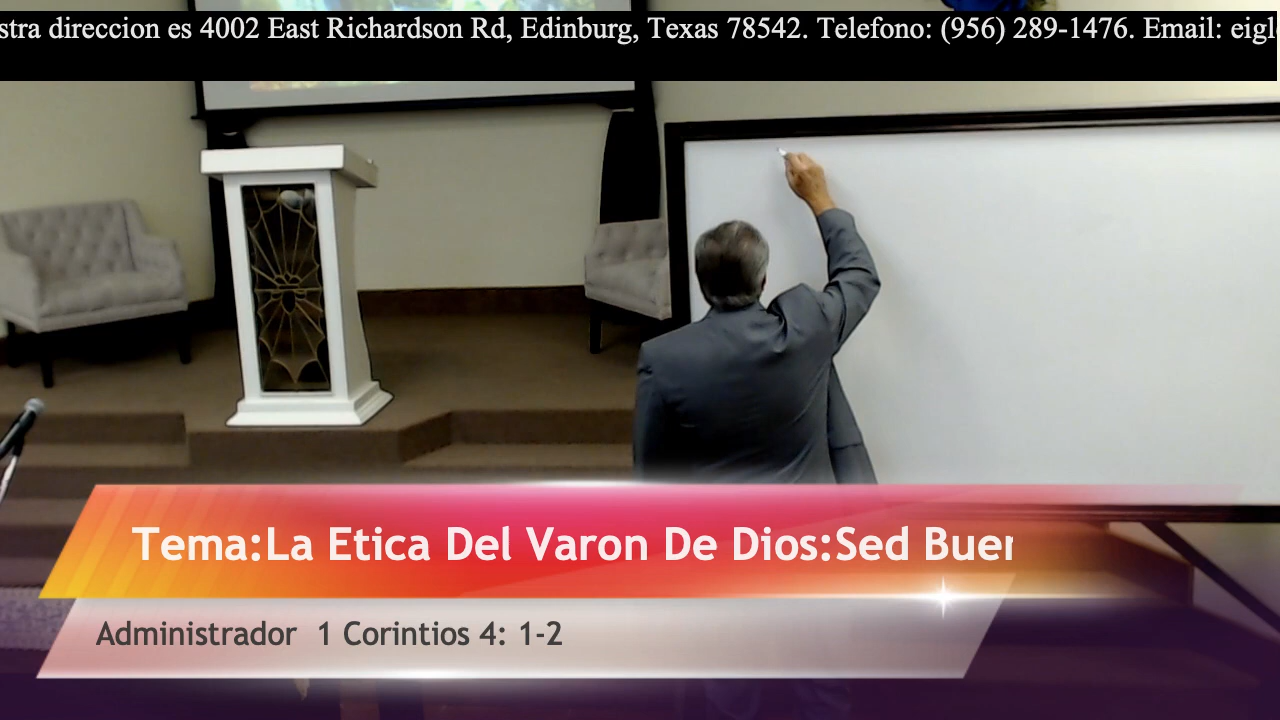 direccion es 4002 East Richardson Rd, Edinburg, Texas 78542. Telefono: (956) 289-1476. Email:
Tema:La Etica Del Varon De Dios:Sed
Administrador 1 Corintios 4: 1-2